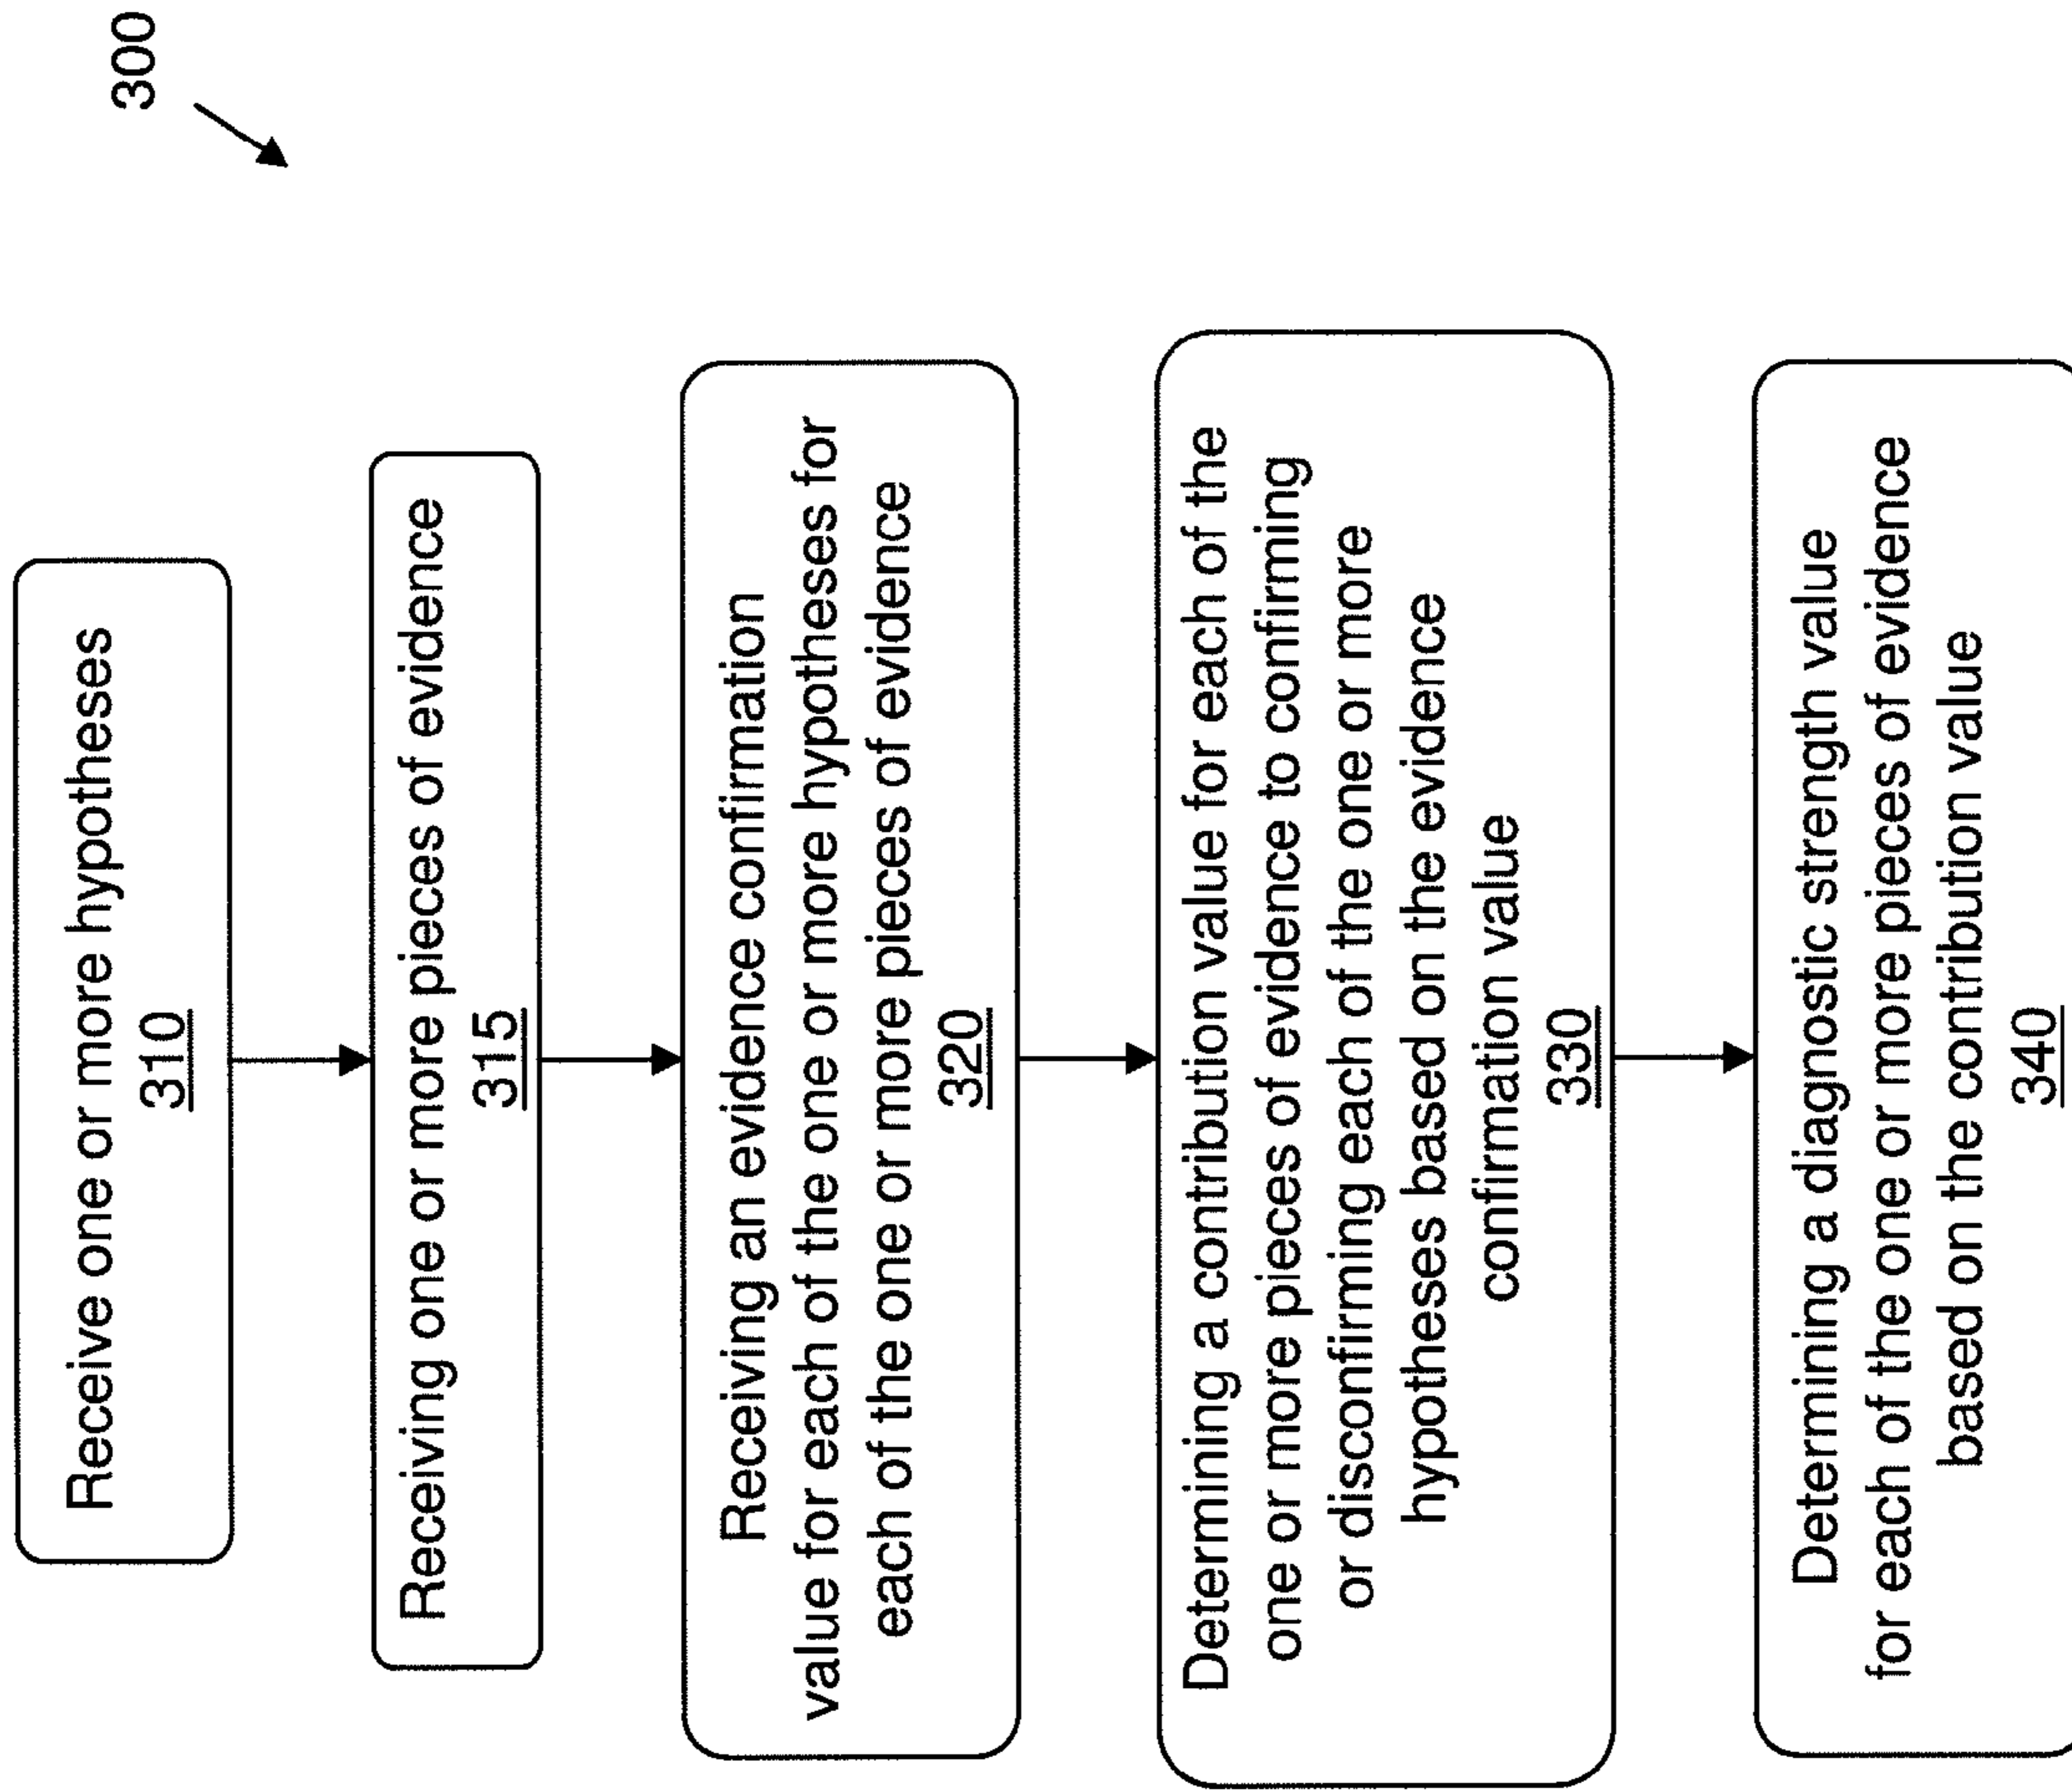 300
Receive one or more hypotheses
310
Receiving one or more pieces of evidence
315
Receiving an evidence confirmation
value for each of the one or more hypotheses for
each of the one or more pieces of evidence
320
Determining a contribution value for each of the
one or more pieces of evidence to confirming
or disconfirming each of the one or more
hypotheses based on the evidence
confirmation value
330
Determining a diagnostic strength value
for each of the one or more pieces of evidence
based on the contribution value
340